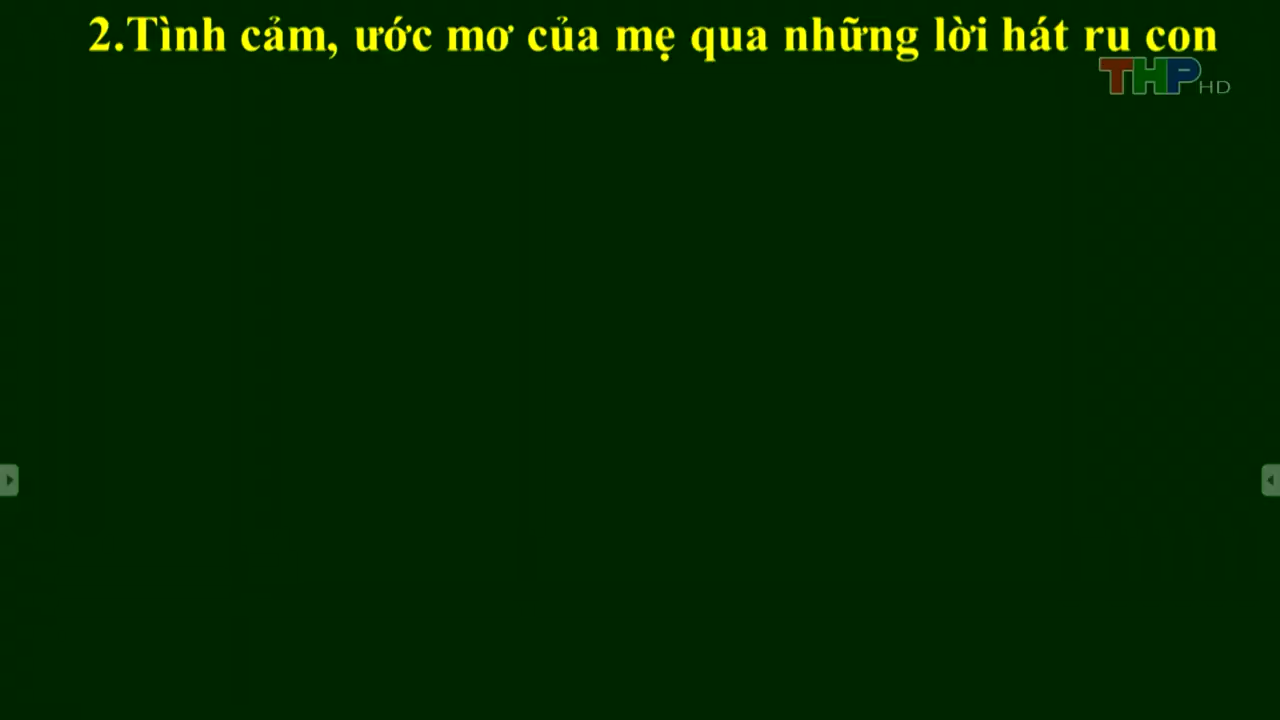 2.Tình cảm, ước mơ của mẹ qua những lời hát ru con
THP HD